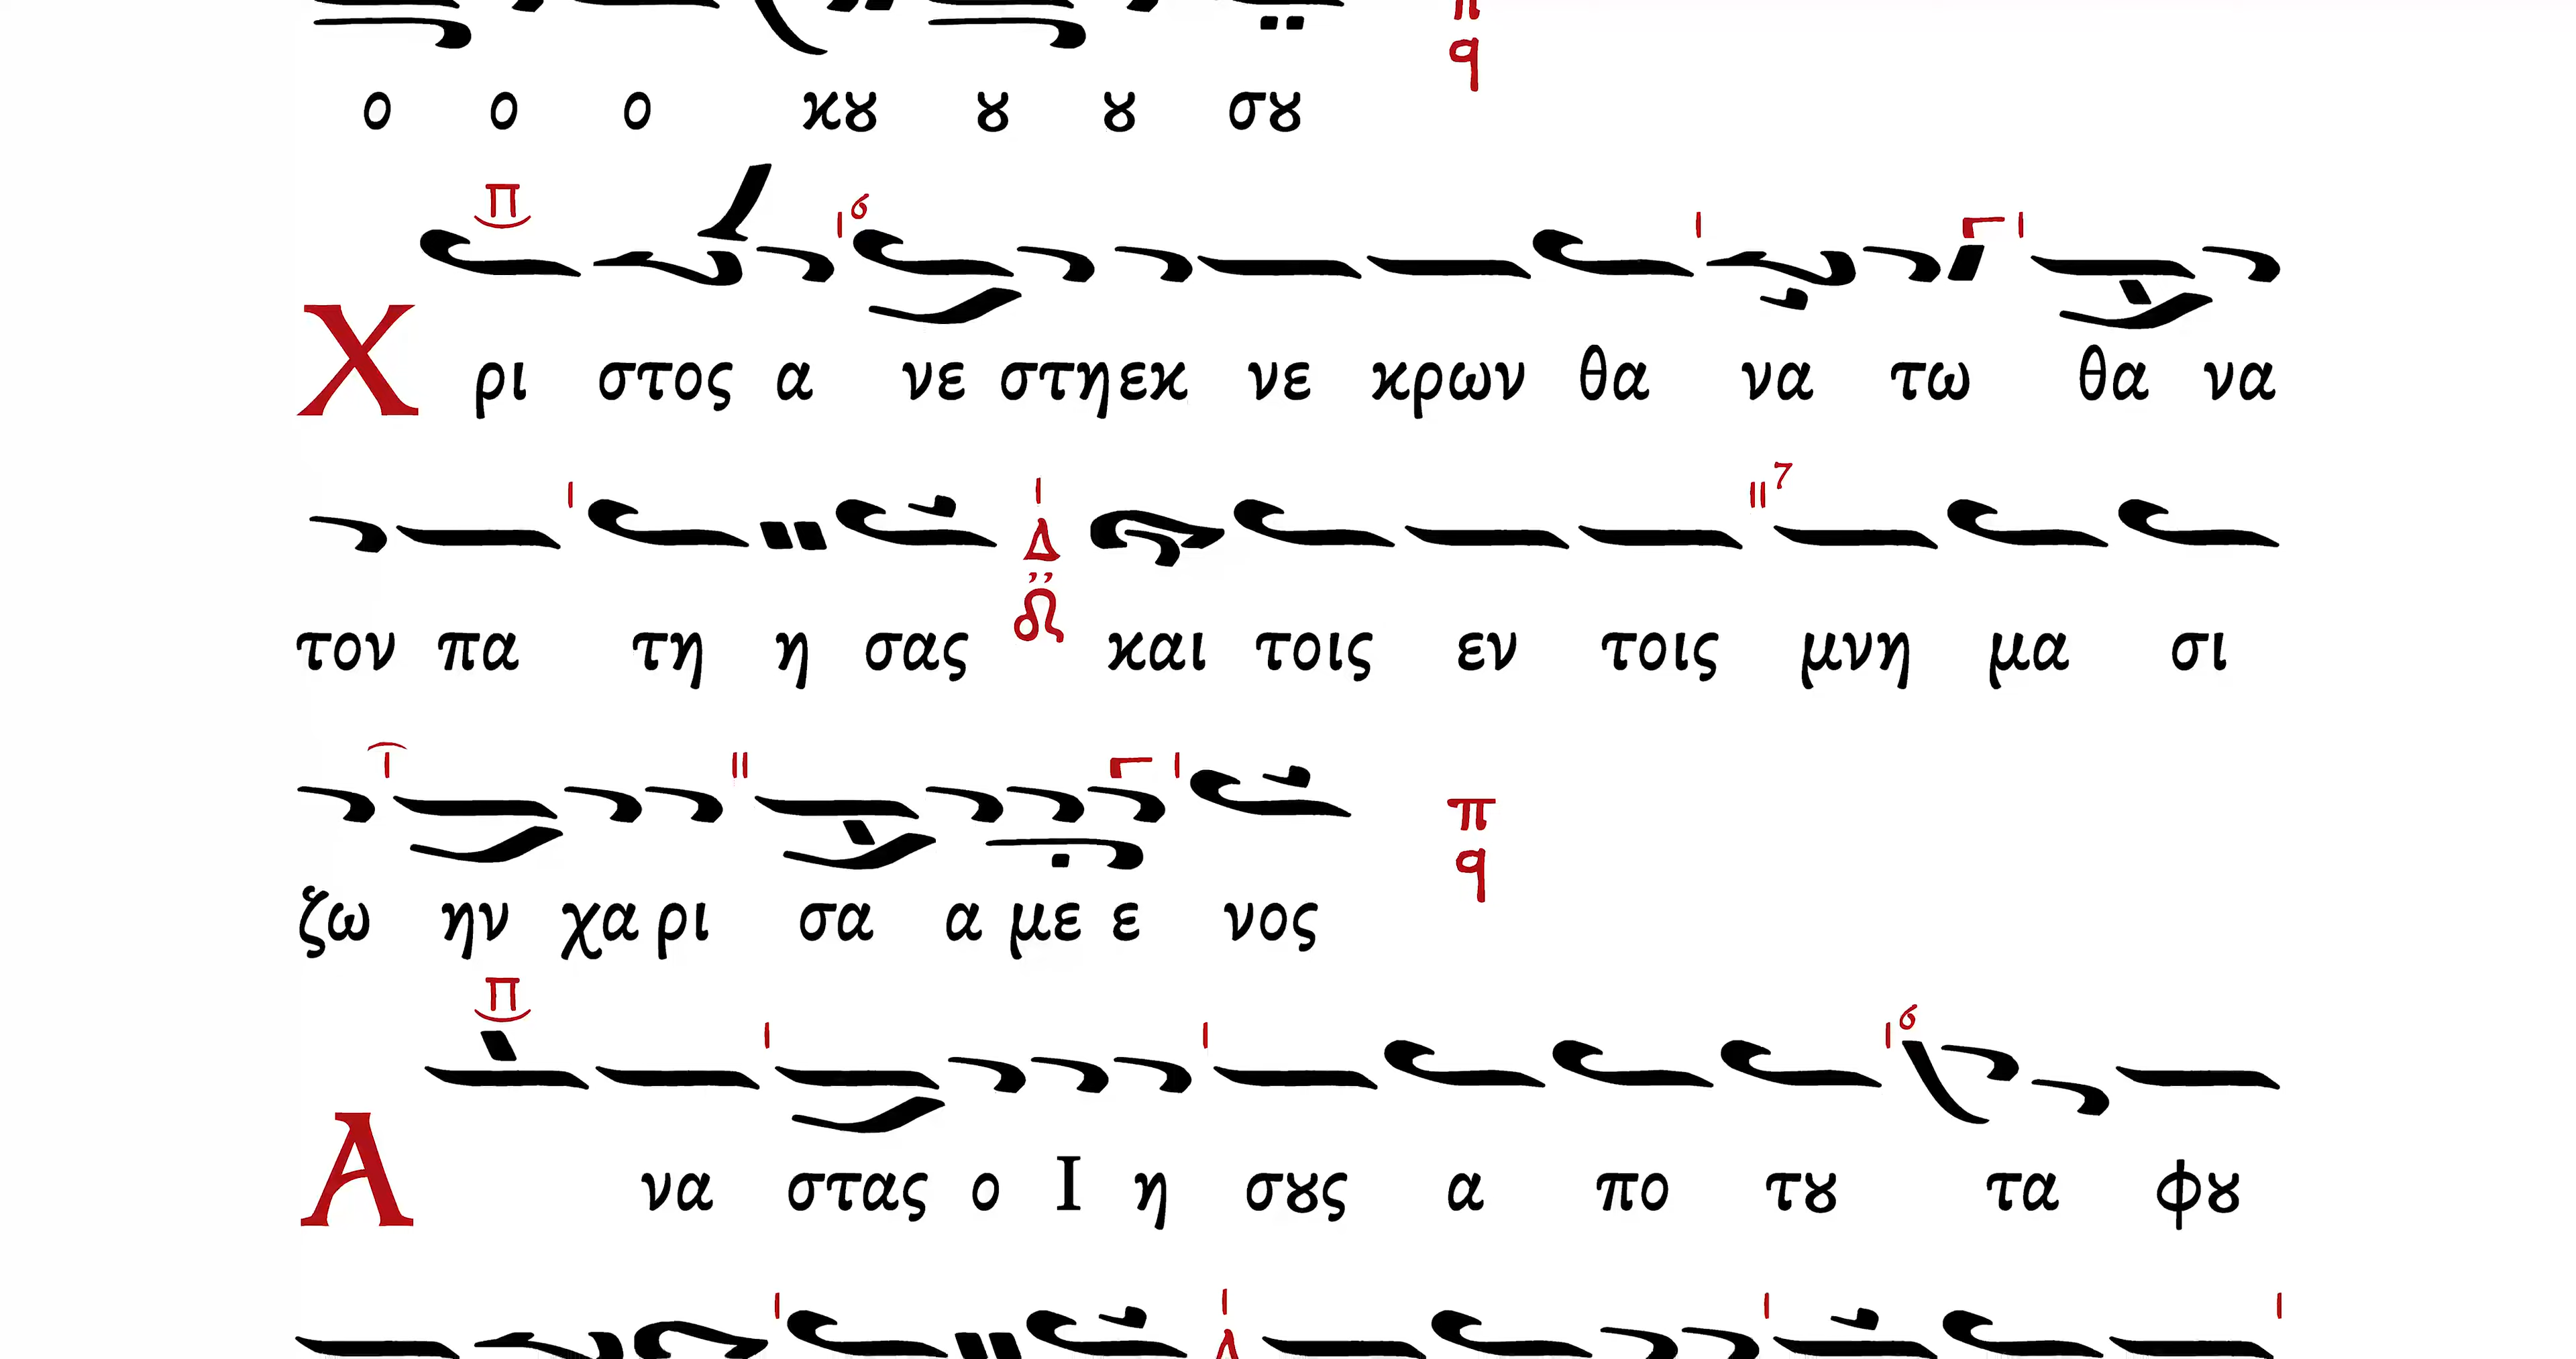 ο ο ο κȣ ȣ ȣ σȣ
Χρι στος α νε στηεκ νε κρων θα να τω θα να
τον πα τη η σας και τοις εν τοις μνη μα σι
ζω ην χα ρι σα α με ε νος
Α να στας ο Ι η σȣς α πο τȣ τα φȣ